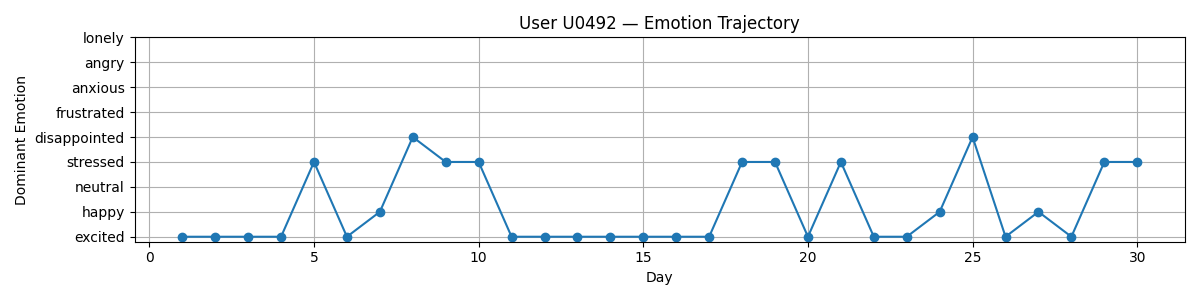 User U0492 — Emotion Trajectory
Dominant Emotion
lonely
angry
anxious
frustrated
disappointed
stressed
neutral
happy
excited
0 5 10 15 20 25 30
Day